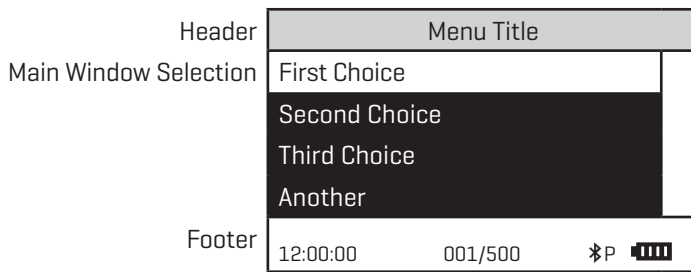 Header Menu Title
Main Window Selection First Choice
Second Choice
Third Choice
Another
Footer 12:00:00 001/500 P